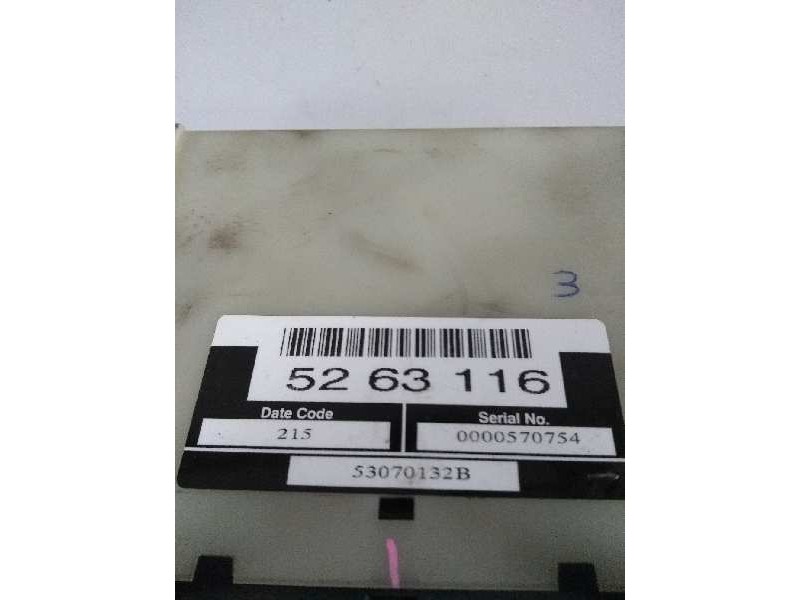 3
52 63 116
Date Code
Serial No.
215
0000570754
53070132B